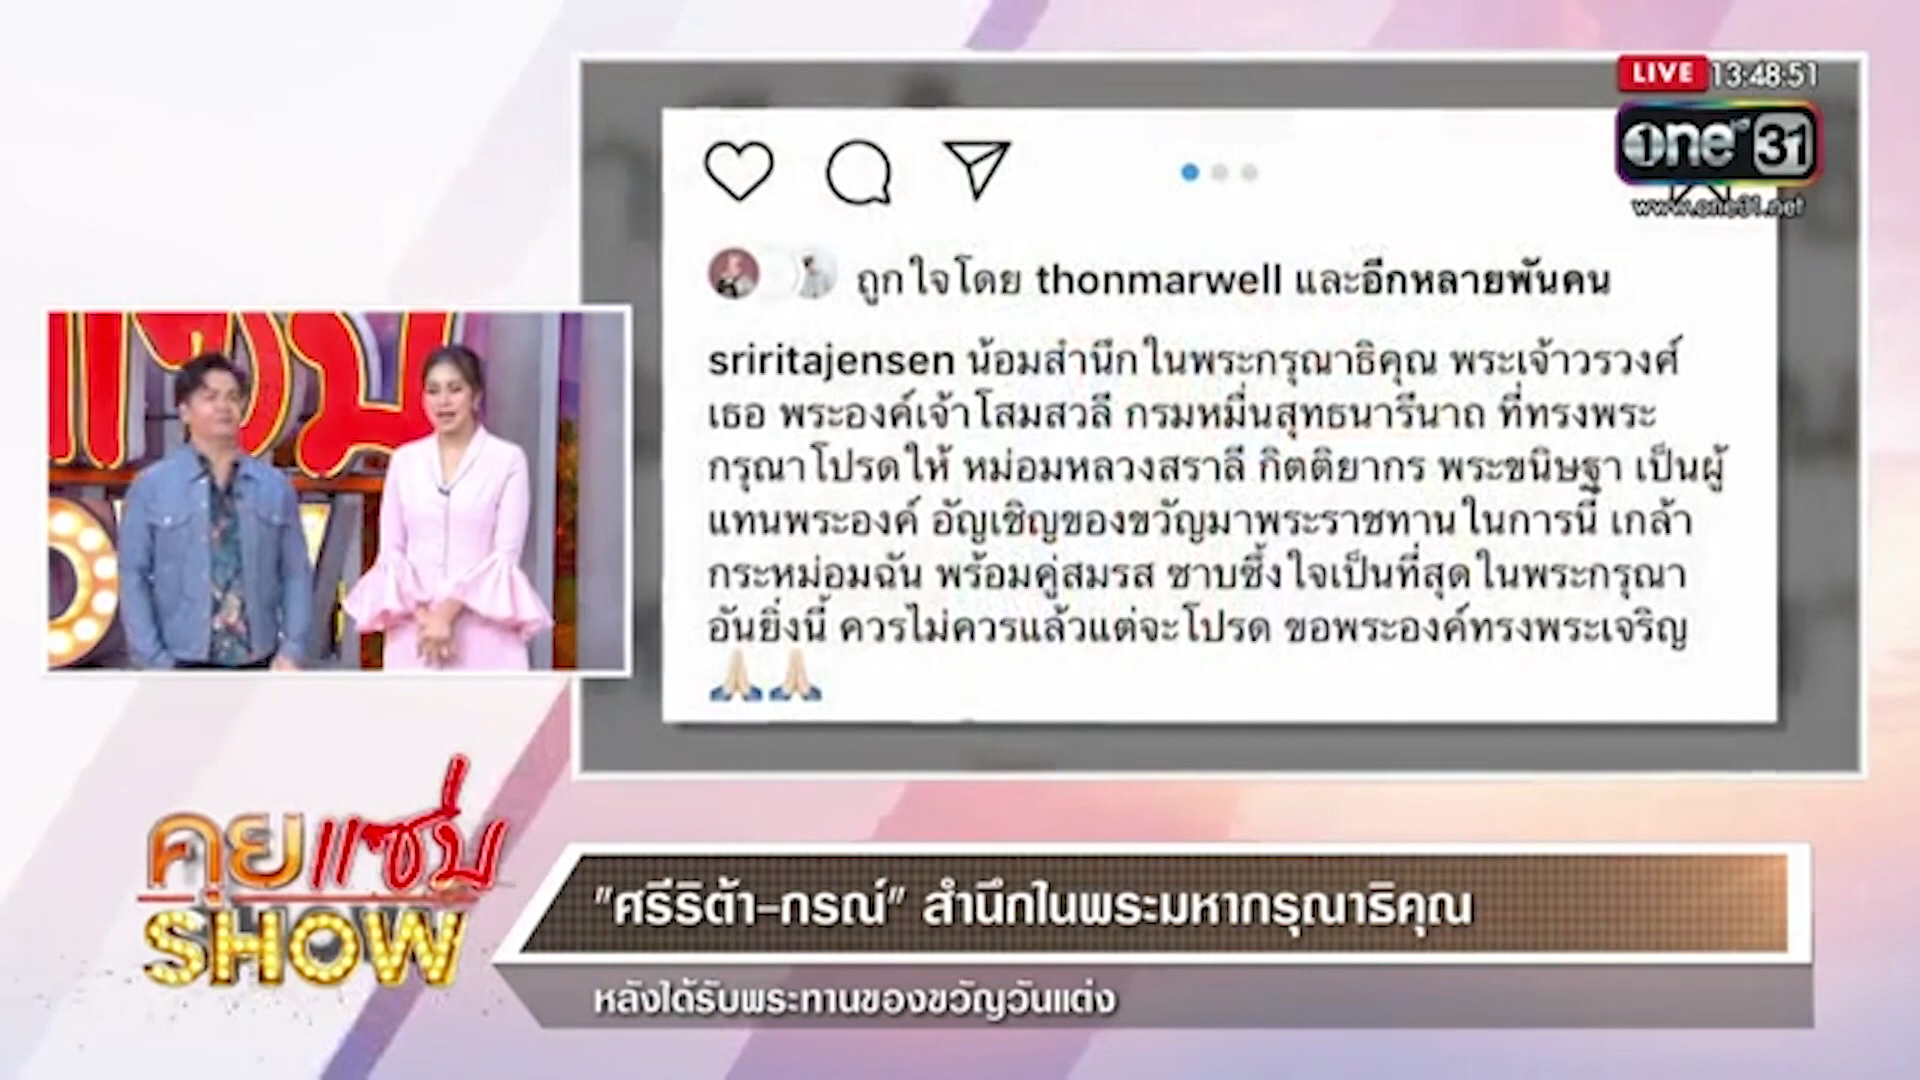 LIVE 13:48:51
one 31
www.one31.net
ถูกใจโดย thonmarwell และอีกหลายพันคน
sriritajensen น้อมสำนึกในพระกรุณาธิคุณ พระเจ้าวรวงศ์
เธอ พระองค์เจ้าโสมสวลี กรมหมื่นสุทธนารีนาถ ที่ทรงพระ
กรุณาโปรดให้ หม่อมหลวงสราลี กิตติยากร พระขนิษฐา เป็นผู้
แทนพระองค์ อัญเชิญของขวัญมาพระราชทานในการนี้ เกล้า
กระหม่อมฉัน พร้อมคู่สมรส ซาบซึ้งใจเป็นที่สุดในพระกรุณา
อันยิ่งนี้ ควรไม่ควรแล้วแต่จะโปรด ขอพระองค์ทรงพระเจริญ
🙏🏻🙏🏻
คุยแซ่บ
SHOW
"ศรีริต้า-กรณ์" สำนึกในพระมหากรุณาธิคุณ
หลังได้รับพระทานของขวัญวันแต่ง